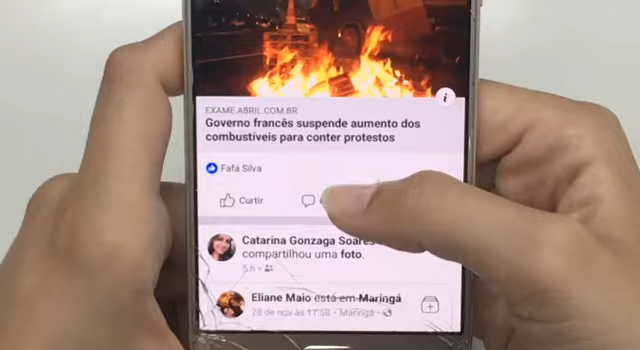 i
EXAME.ABRIL.COM.BR
Governo francês suspende aumento dos
combustíveis para conter protestos
Fafá Silva
Curtir
Catarina Gonzaga Soares
compartilhou uma foto.
5 h
Eliane Maio está em Maringá
28 de nov às 11:58 · Maringá ·